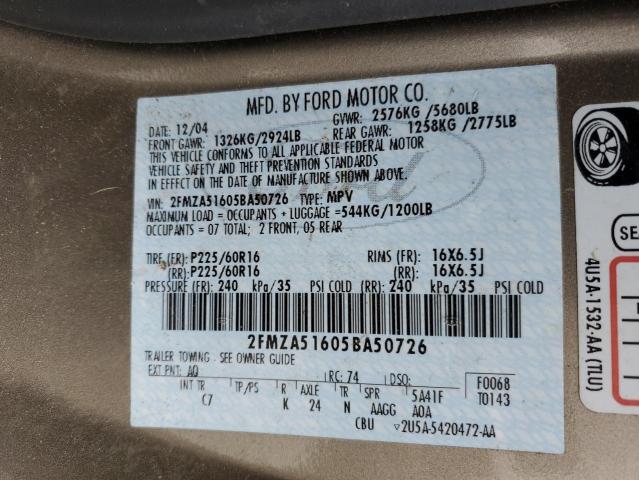 MFD. BY FORD MOTOR CO.
DATE: 12/04 GVWR: 2576KG /5680LB
FRONT GAWR: 1326KG/2924LB REAR GAWR: 1258KG /2775LB
THIS VEHICLE CONFORMS TO ALL APPLICABLE FEDERAL MOTOR
VEHICLE SAFETY AND THEFT PREVENTION STANDARDS
IN EFFECT ON THE DATE OF MANUFACTURE SHOWN ABOVE.
VIN: 2FMZA51605BA50726 TYPE: MPV
MAXIMUM LOAD = OCCUPANTS + LUGGAGE =544KG/1200LB
OCCUPANTS = 07 TOTAL: 2 FRONT, 05 REAR
TIRE (FR): P225/60R16 RIMS (FR): 16X6.5J
(RR): P225/60R16 (RR): 16X6.5J
PRESSURE (FR): 240 kPa/35 PSI COLD (RR): 240 kPa/35 PSI COLD
2FMZA51605BA50726
TRAILER TOWING - SEE OWNER GUIDE
EXT PNT: AQ RC: 74 DSO: F0068
INT TR TP/PS R AXLE TR SPR 5A41F T0143
C7 K 24 N AAGG AOA
CBU ▽2U5A-5420472-AA
4U5A-1532-AA (TLU)